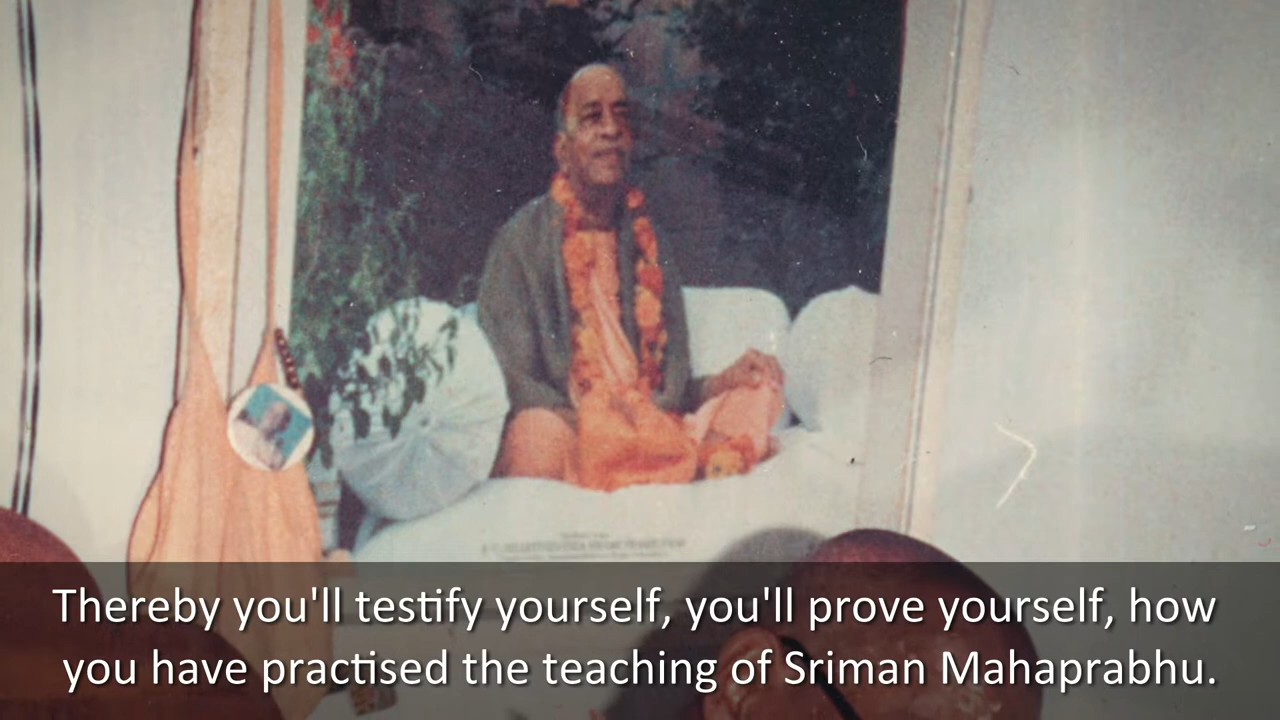 Thereby you'll testify yourself, you'll prove yourself, how
you have practised the teaching of Sriman Mahaprabhu.